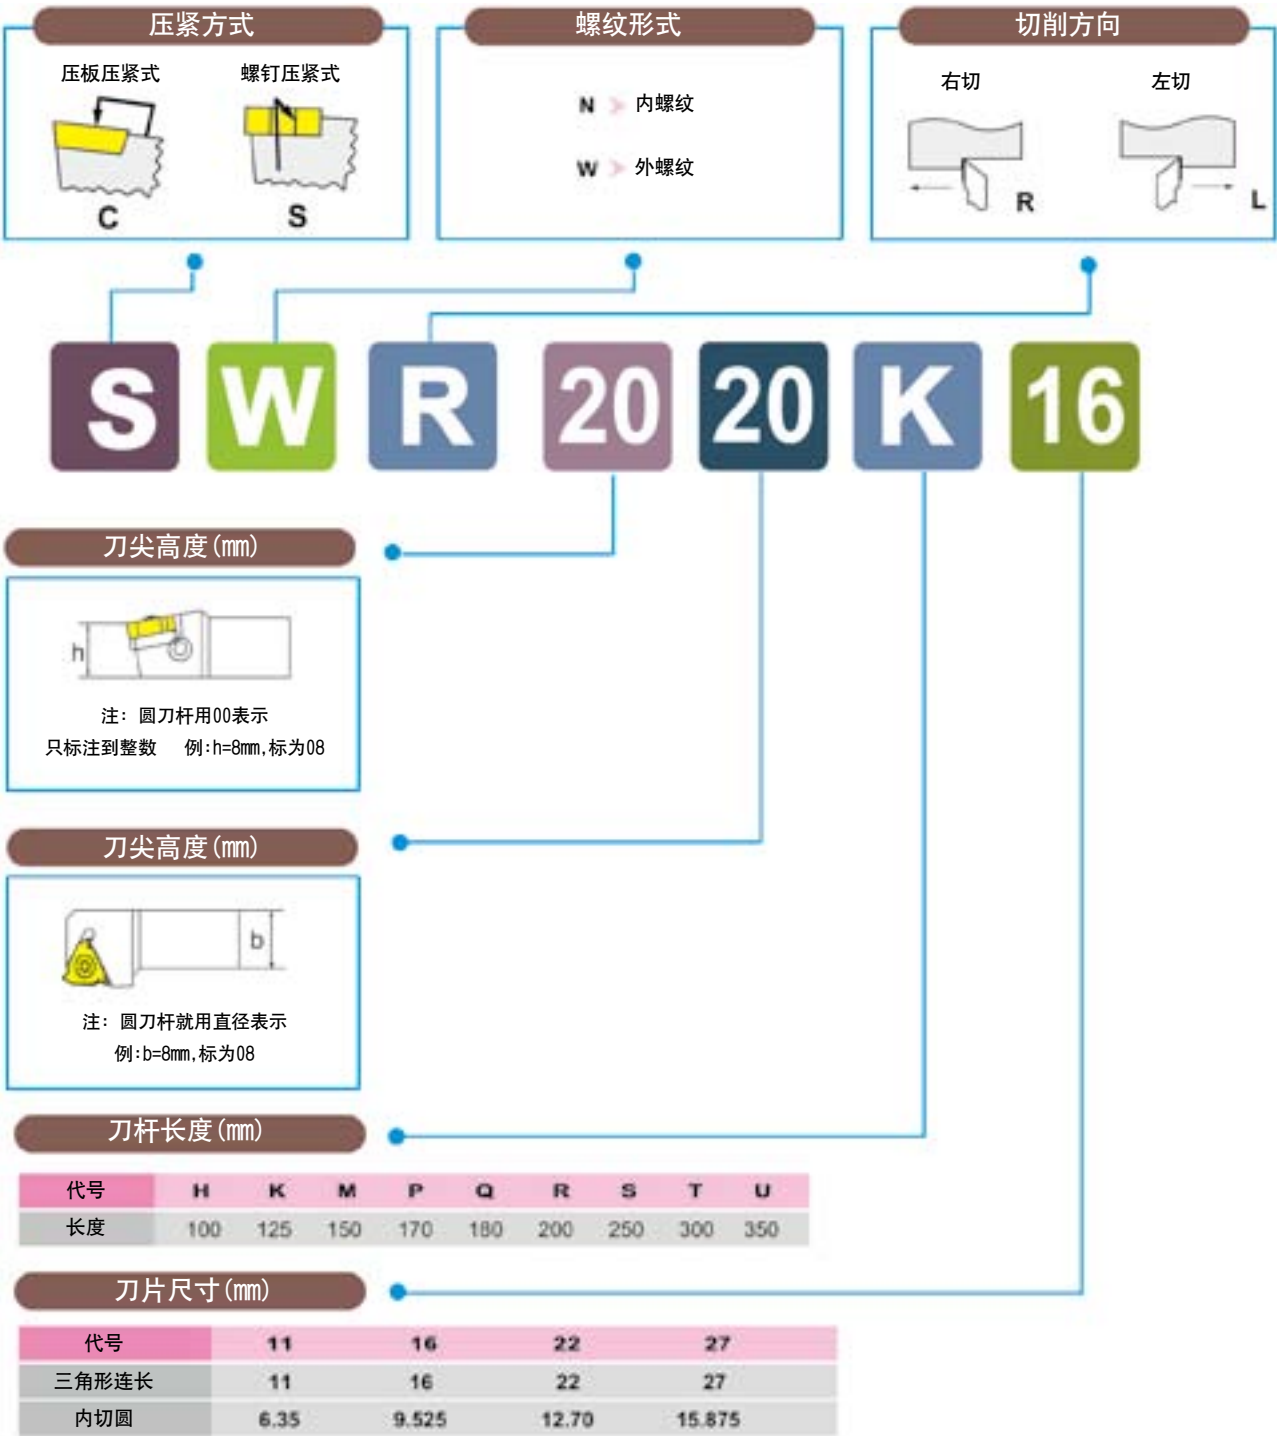 压紧方式
螺纹形式
切削方向
压板压紧式 螺钉压紧式
C S
N 内螺纹
W 外螺纹
右切 左切
R L
S W R 20 20 K 16
刀尖高度(mm)
h
注: 圆刀杆用00表示
只标注到整数 例:h=8mm,标为08
刀尖高度(mm)
b
注: 圆刀杆就用直径表示
例:b=8mm,标为08
刀杆长度(mm)
代号 H K M P Q R S T U
长度 100 125 150 170 180 200 250 300 350
刀片尺寸(mm)
代号 11 16 22 27
三角形连长 11 16 22 27
内切圆 6.35 9.525 12.70 15.875